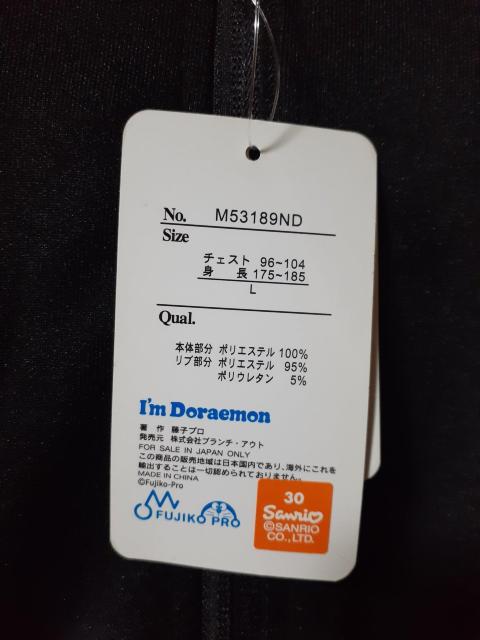 No. M53189ND
Size
チェスト 96~104
身 長 175~185
L
Qual.
本体部分 ポリエステル 100%
リブ部分 ポリエステル 95%
ポリウレタン 5%
I'm Doraemon
著 作 藤子プロ
発売元 株式会社ブランチ・アウト
FOR SALE IN JAPAN ONLY
この商品の販売地域は日本国内であり、海外にこれを
輸出することは一切認められておりません。
MADE IN CHINA
©Fujiko-Pro
FUJIKO PRO
30
Sanrio
©SANRIO
CO., LTD.